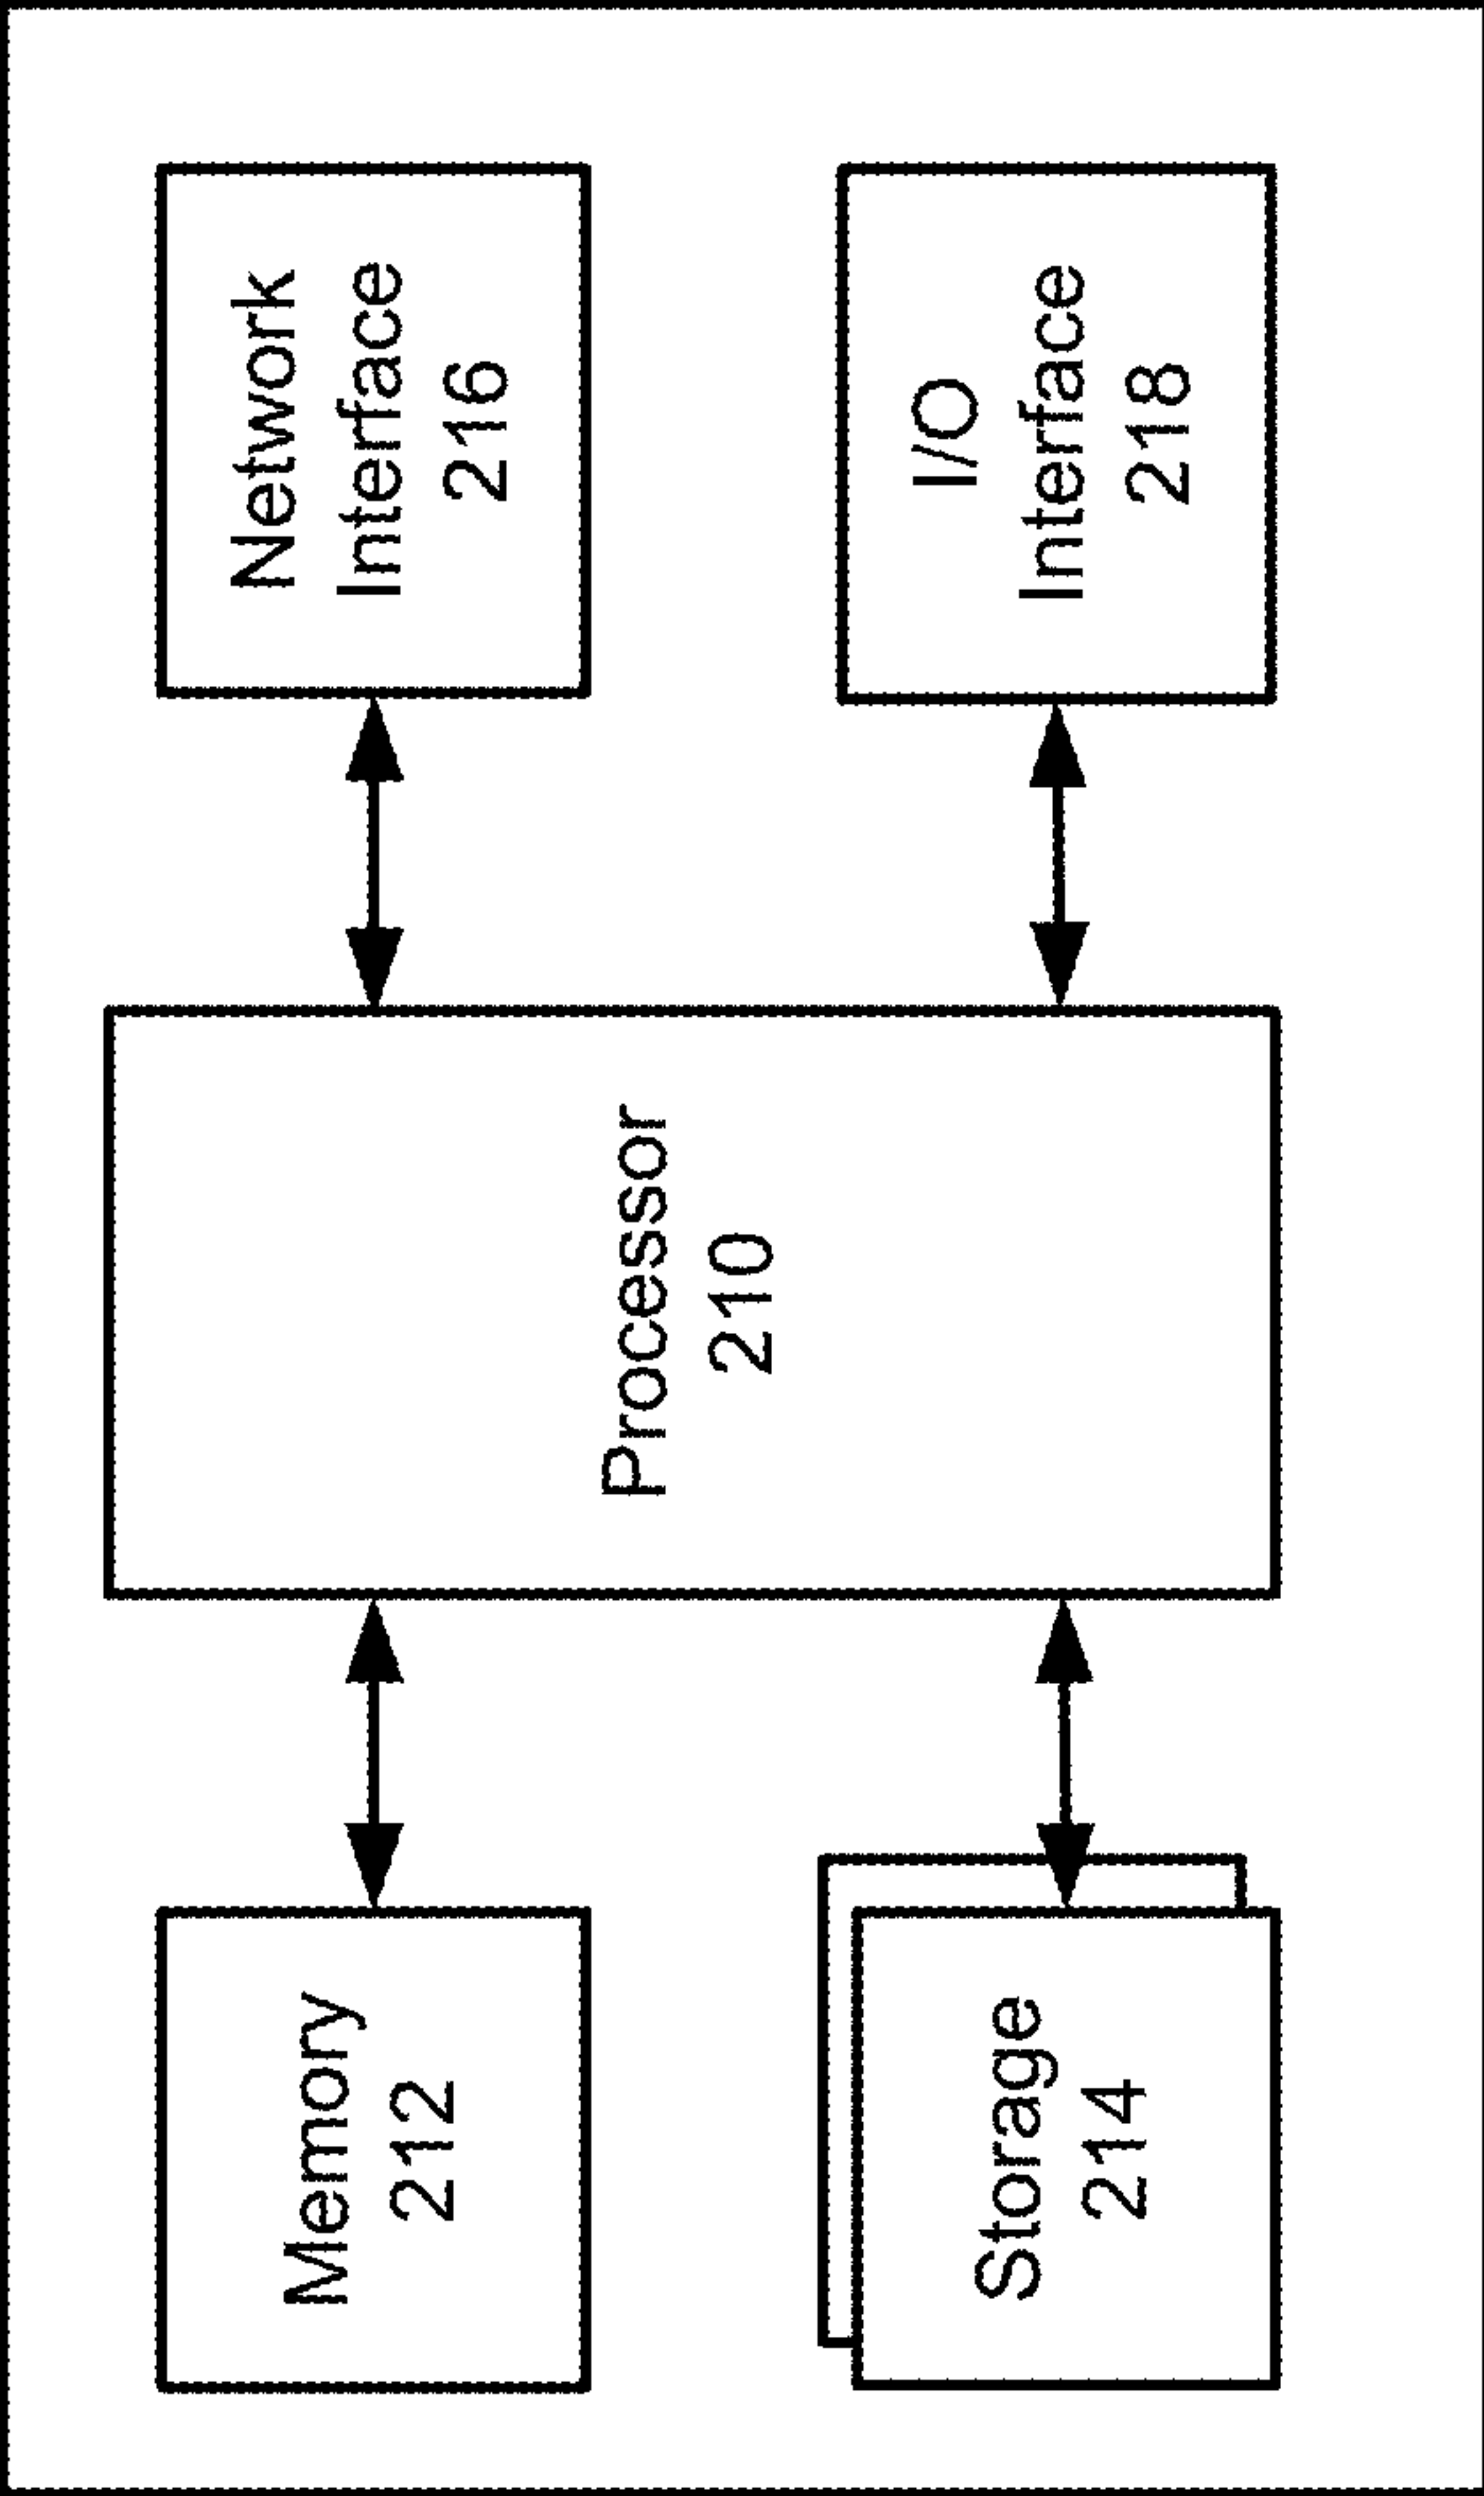 Memory
212
Storage
214
Processor
210
Network
Interface
216
I/O
Interface
218